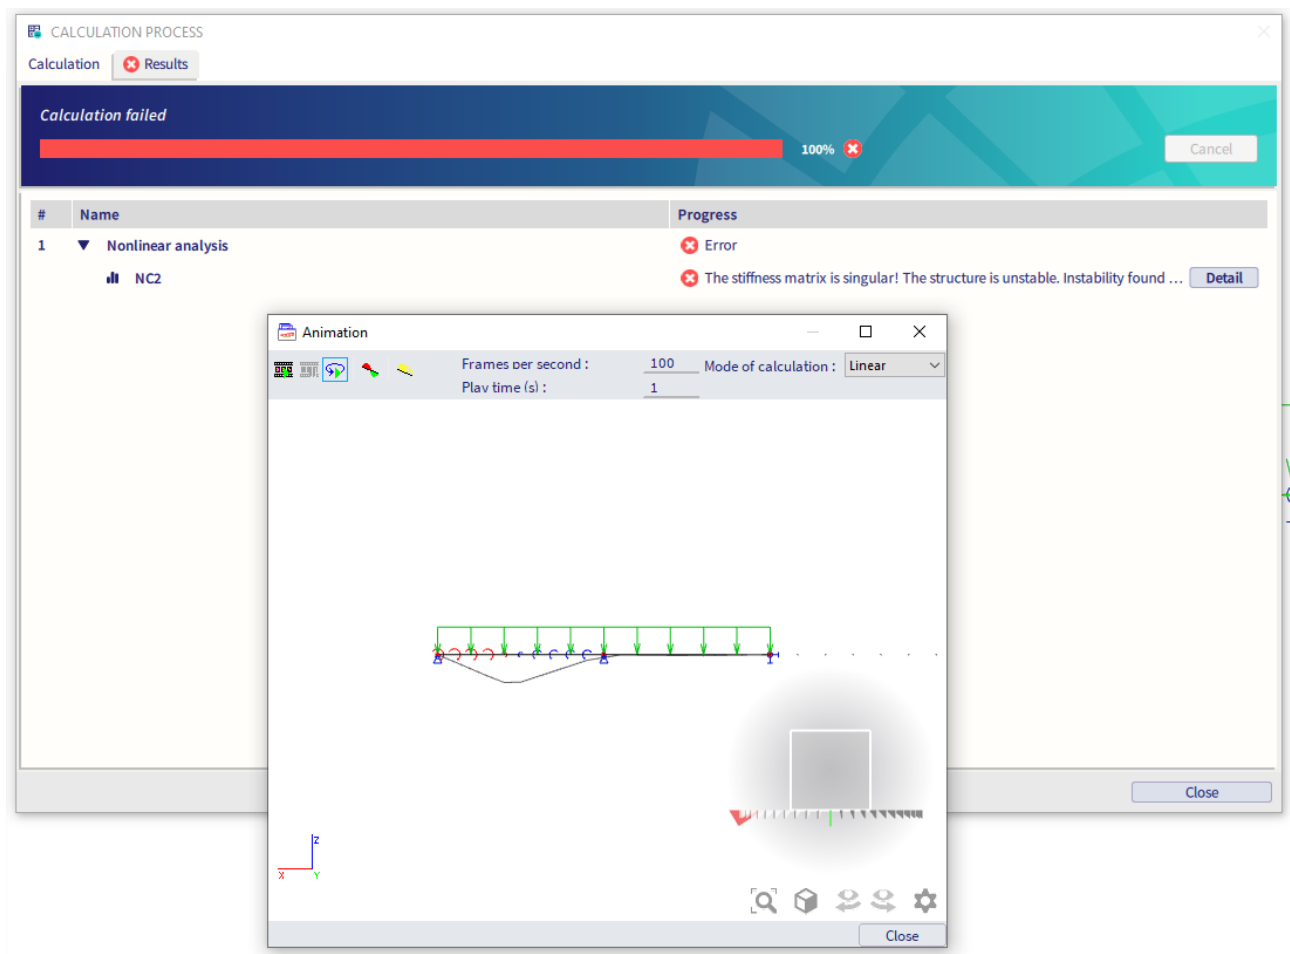 CALCULATION PROCESS
Calculation Results
Calculation failed
100% Cancel
# Name Progress
1 Nonlinear analysis Error
NC2 The stiffness matrix is singular! The structure is unstable. Instability found ... Detail
Animation
Frames per second : 100 Mode of calculation : Linear
Play time (s) : 1
Z
X Y
Close
Close